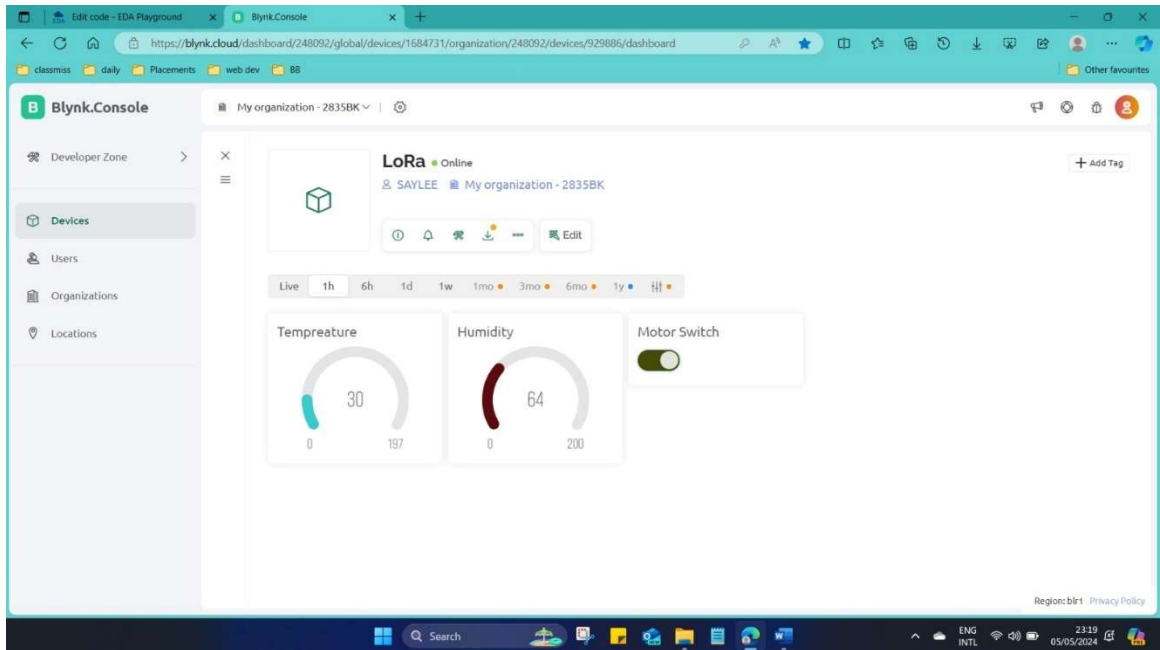 Edit code - EDA Playground
Blynk.Console
https://blynk.cloud/dashboard/248092/global/devices/1684731/organization/248092/devices/929886/dashboard
classmiss daily Placements web dev BB Other favourites
B Blynk.Console
My organization - 2835BK
Developer Zone
Devices
Users
Organizations
Locations
LoRa Online
SAYLEE My organization - 2835BK
Edit
+ Add Tag
Live 1h 6h 1d 1w 1mo 3mo 6mo 1y
Tempreature
30
0 197
Humidity
64
0 200
Motor Switch
Region: blr1 Privacy Policy
Search
ENG
INTL
23:19
05/05/2024